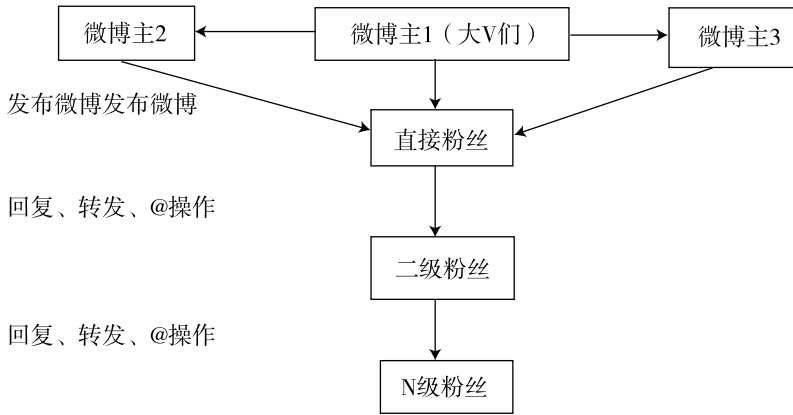 微博主2
微博主1（大V们）
微博主3
发布微博发布微博
直接粉丝
回复、转发、@操作
二级粉丝
回复、转发、@操作
N级粉丝